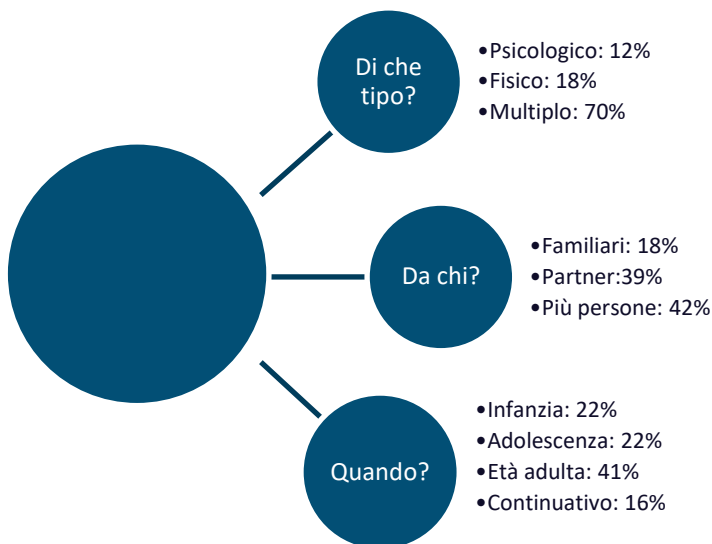 Di che
tipo?
•Psicologico: 12%
•Fisico: 18%
•Multiplo: 70%
Da chi?
•Familiari: 18%
•Partner:39%
•Più persone: 42%
Quando?
•Infanzia: 22%
•Adolescenza: 22%
•Età adulta: 41%
•Continuativo: 16%